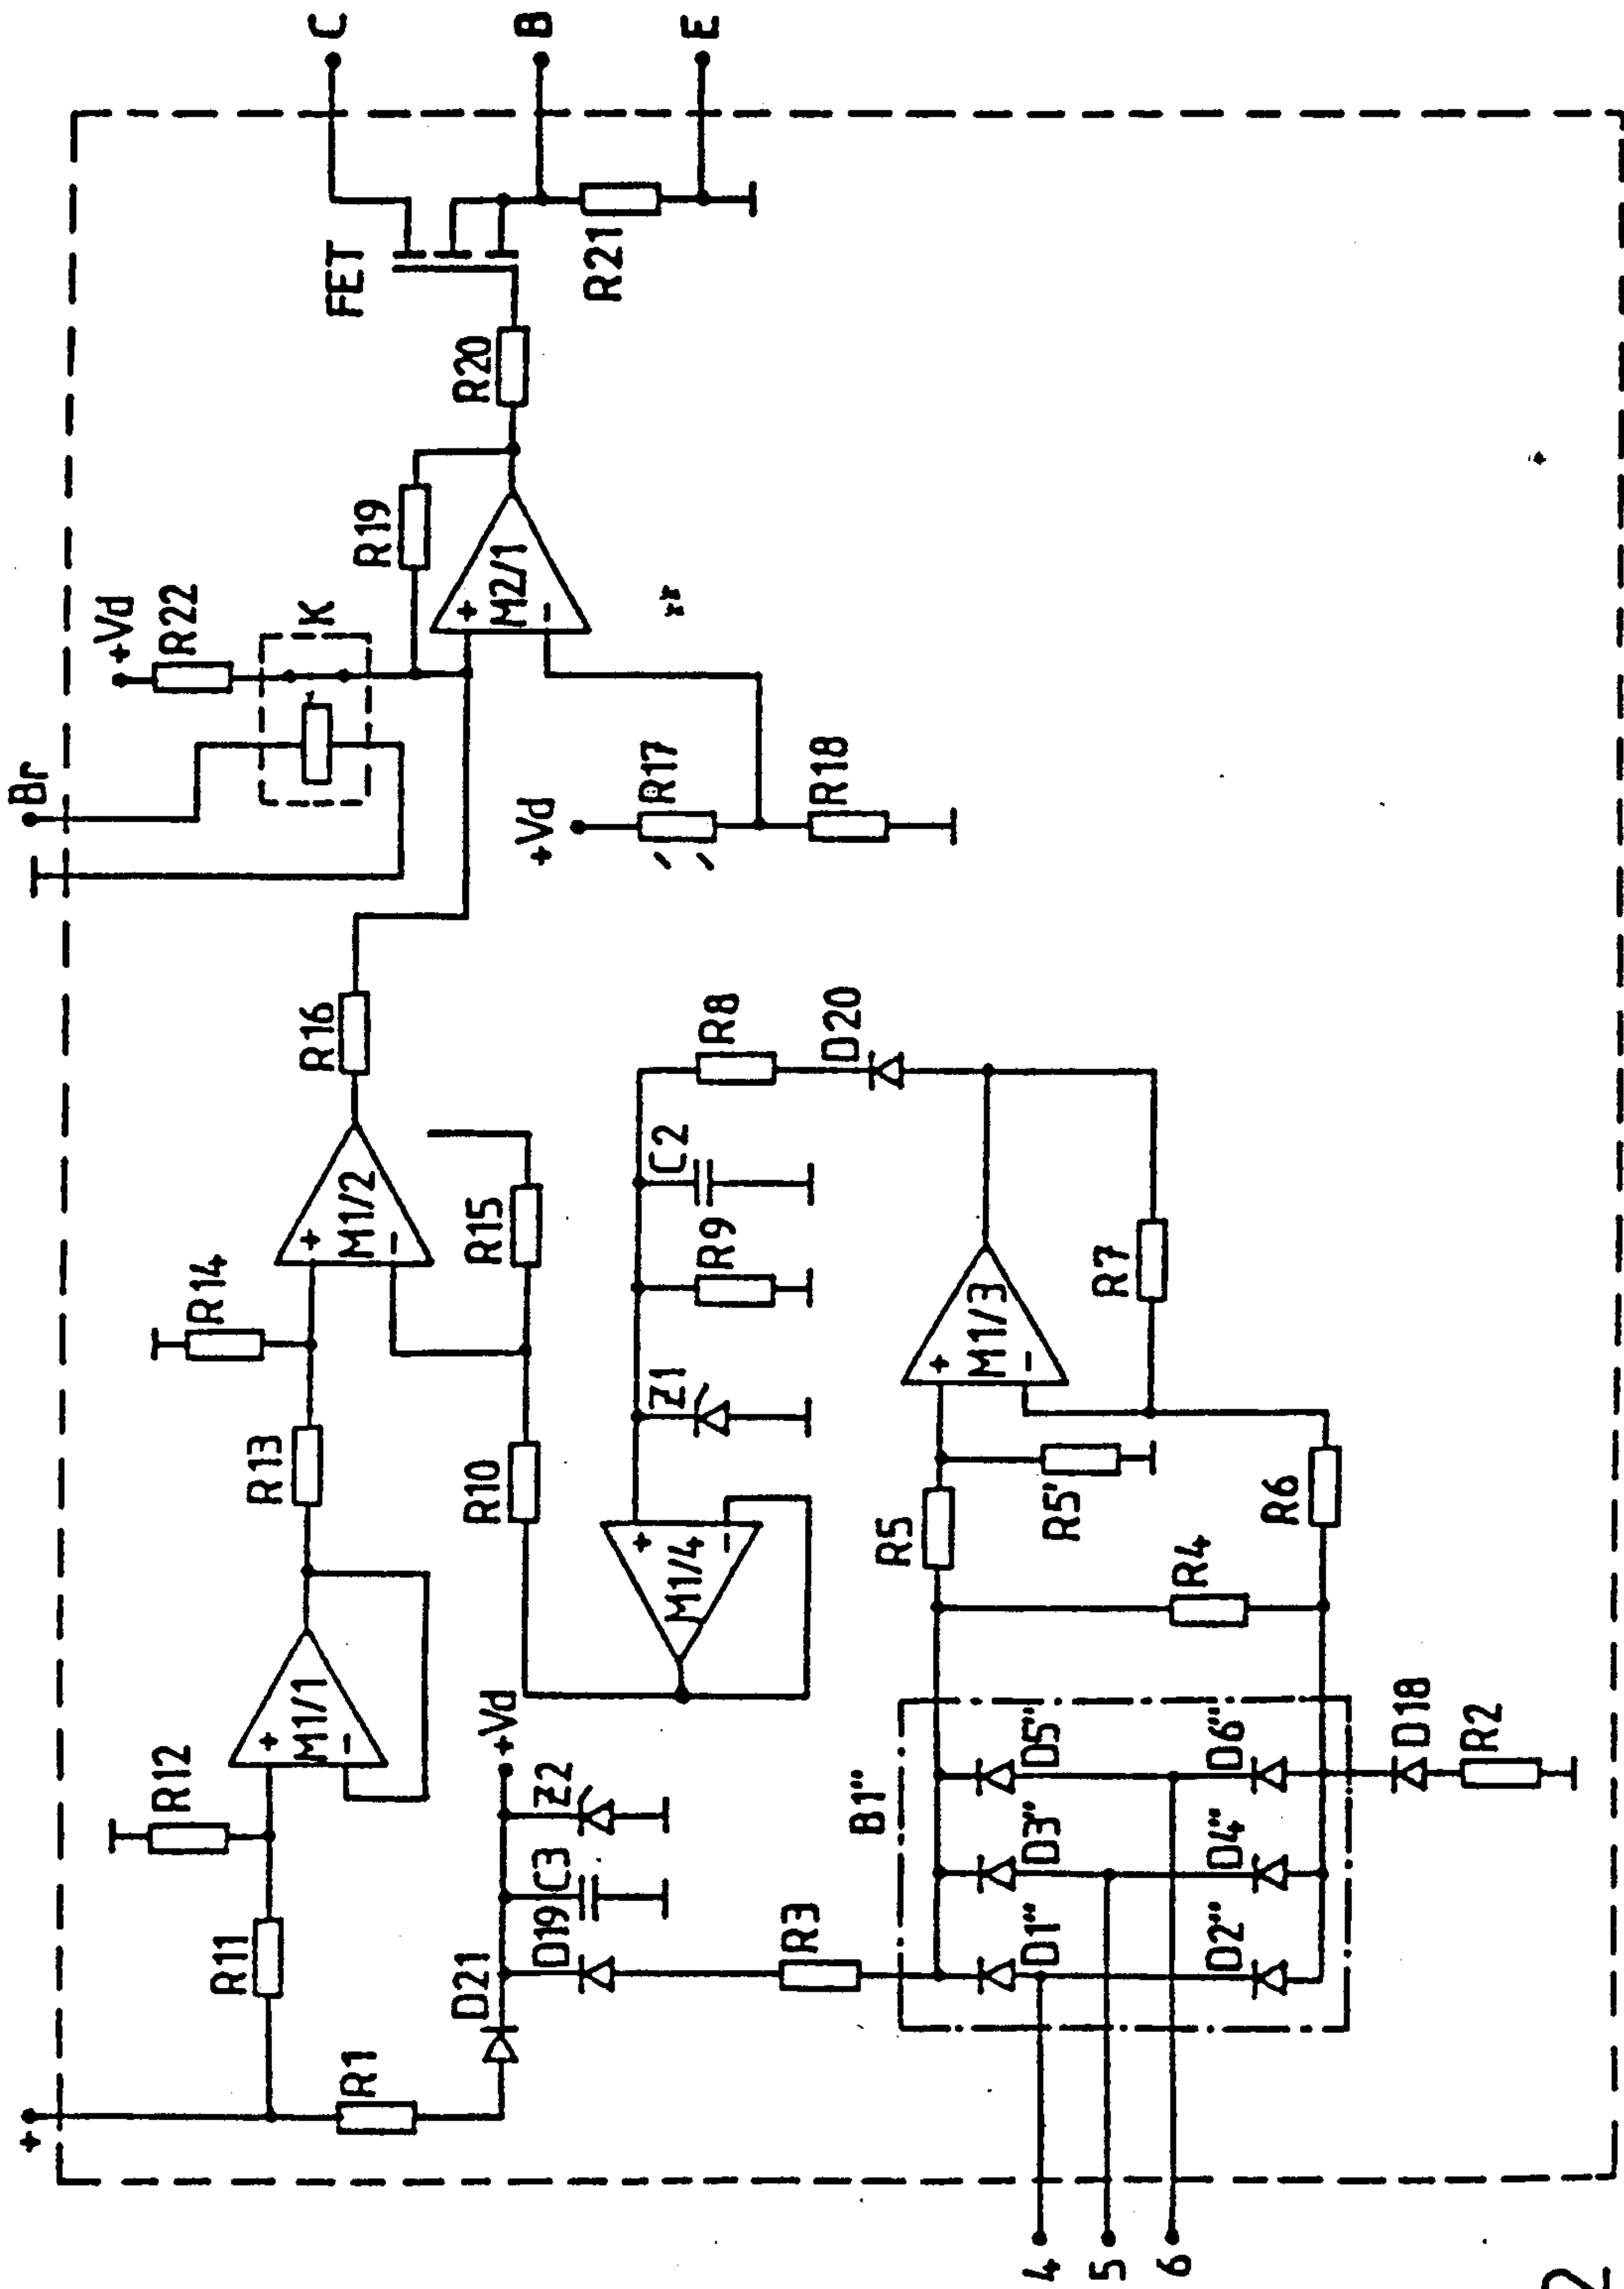 C
B
E
FET
R21
R20
R19
+Vd
R22
K
Br
+
M2/1
-
+Vd
R17
R18
R16
R14
+
M1/2
-
R15
R13
R10
R8
D20
C2
R9
Z1
+
M1/4
-
+
M1/3
-
R7
R5
R5'
R6
R4
R12
+
M1/1
-
R11
+
R1
D21
+Vd
Z2
C3
D19
R3
B1"
D5"
D6"
D3"
D4"
D1"
D2"
D18
R2
4
5
6
2